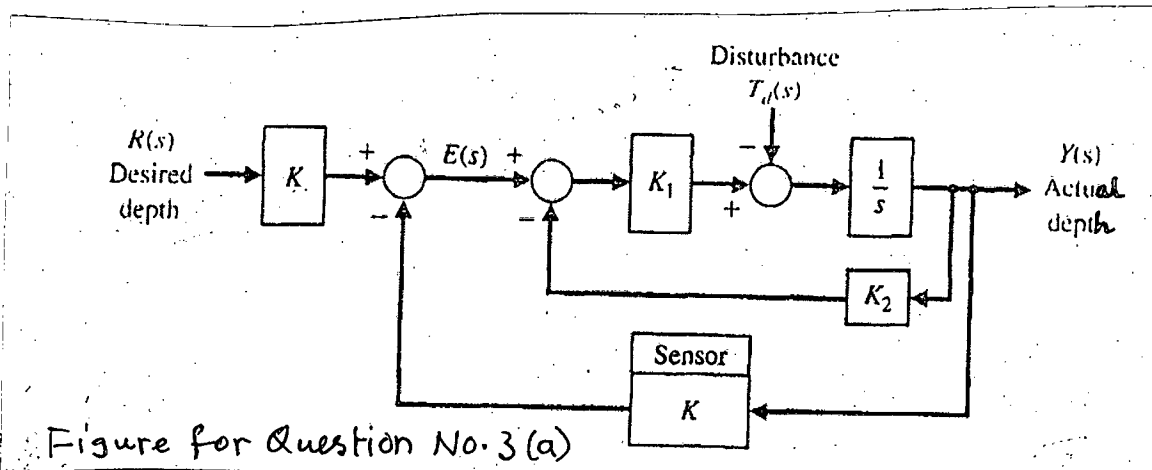 Disturbance
T_d(s)
R(s)
Desired
depth
K
+
−
E(s)
+
−
K₁
+
−
1
s
Y(s)
Actual
depth
K₂
Sensor
K
Figure for Question No. 3 (a)